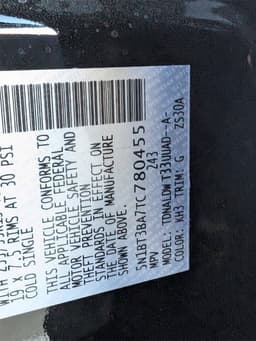 19 X 7.5 RIMS AT 30 PSI
COLD SINGLE
THIS VEHICLE CONFORMS TO
ALL APPLICABLE FEDERAL
MOTOR VEHICLE SAFETY AND
THEFT PREVENTION
STANDARDS IN EFFECT ON
THE DATE OF MANUFACTURE
SHOWN ABOVE.
5N1BT3BA7TC780455
243
MPV
MODEL: TDNALDW T33UUAD--A-
COLOR: KH3 TRIM: G ZS30A